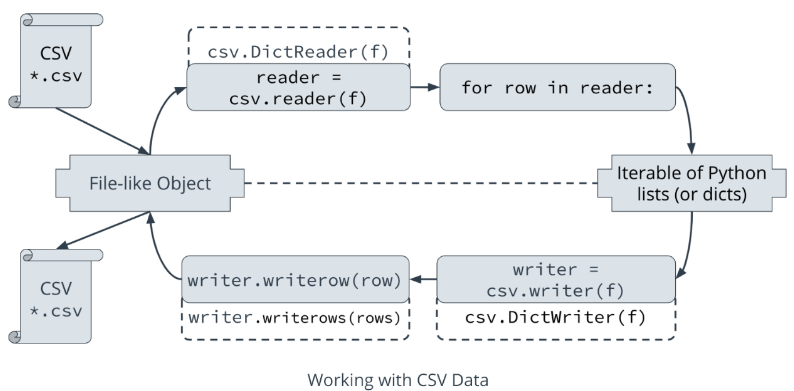 CSV
*.csv
csv.DictReader(f)
reader =
csv.reader(f)
for row in reader:
File-like Object
Iterable of Python
lists (or dicts)
CSV
*.csv
writer.writerow(row)
writer.writerows(rows)
writer =
csv.writer(f)
csv.DictWriter(f)
Working with CSV Data